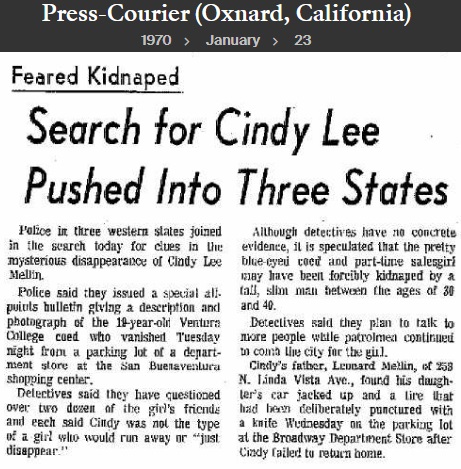 Press-Courier (Oxnard, California)
1970 › January › 23
Feared Kidnaped
Search for Cindy Lee
Pushed Into Three States
Police in three western states joined
in the search today for clues in the
mysterious disappearance of Cindy Lee
Mellin.
Police said they issued a special all-
points bulletin giving a description and
photograph of the 19-year-old Ventura
College coed who vanished Tuesday
night from a parking lot of a depart-
ment store at the San Buenaventura
shopping center.
Detectives said they have questioned
over two dozen of the girl's friends
and each said Cindy was not the type
of a girl who would run away or "just
disappear."
Although detectives have no concrete
evidence, it is speculated that the pretty
blue-eyed coed and part-time salesgirl
may have been forcibly kidnaped by a
tall, slim man between the ages of 30
and 40.
Detectives said they plan to talk to
more people while patrolmen continued
to comb the city for the girl.
Cindy's father, Leonard Mellin, of 253
N. Linda Vista Ave., found his daugh-
ter's car jacked up and a tire that
had been deliberately punctured with
a knife Wednesday on the parking lot
at the Broadway Department Store after
Cindy failed to return home.